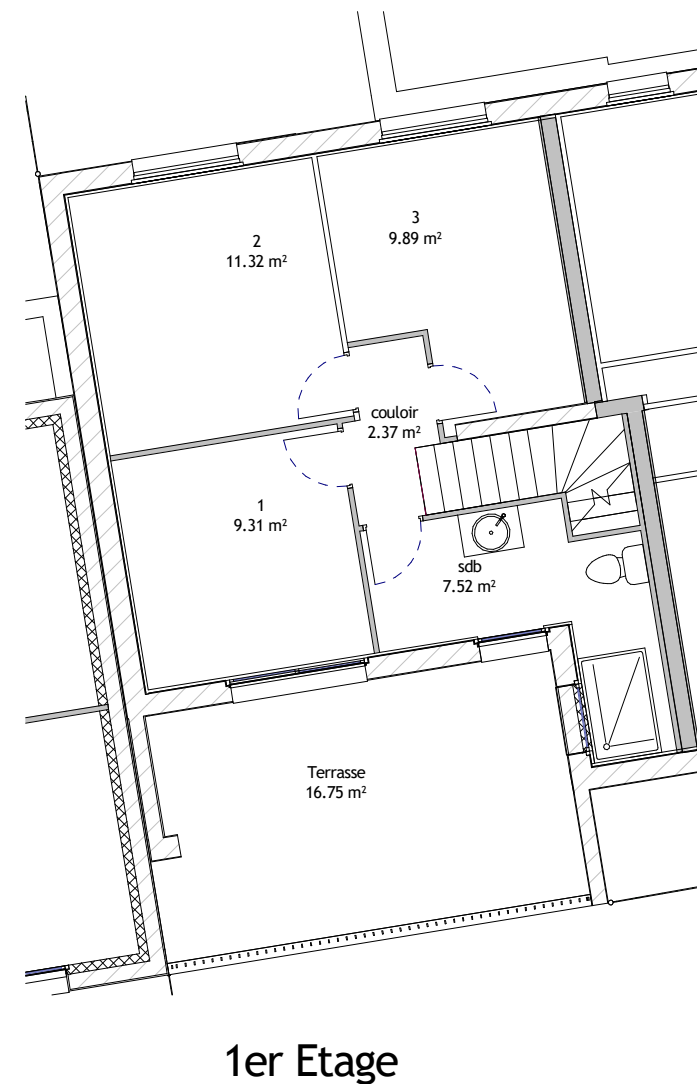 3
9.89 m²
2
11.32 m²
couloir
2.37 m²
1
9.31 m²
sdb
7.52 m²
Terrasse
16.75 m²
1er Etage